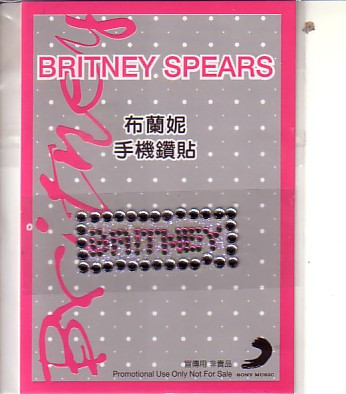 Britney
BRITNEY SPEARS
布蘭妮
手機鑽貼
BRITNEY
宣傳用 非賣品
Promotional Use Only Not For Sale
SONY MUSIC